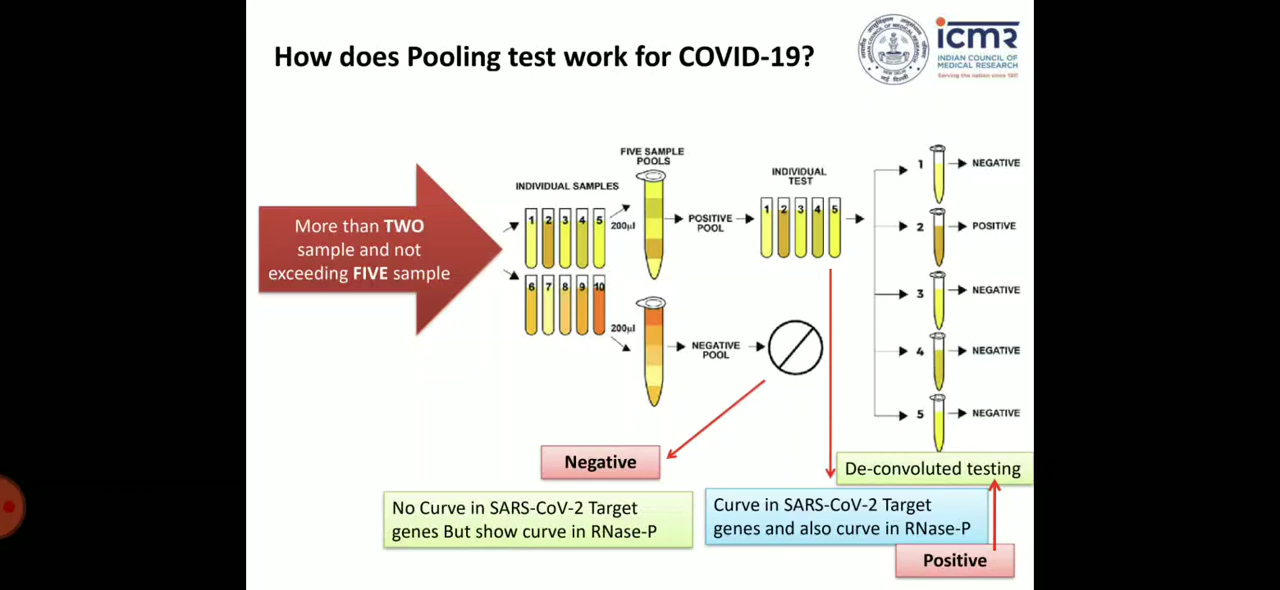 How does Pooling test work for COVID-19?
icmr
INDIAN COUNCIL OF
MEDICAL RESEARCH
Serving the nation since 1911
More than TWO
sample and not
exceeding FIVE sample
INDIVIDUAL SAMPLES
1 2 3 4 5
6 7 8 9 10
200µl
200µl
FIVE SAMPLE
POOLS
POSITIVE
POOL
NEGATIVE
POOL
INDIVIDUAL
TEST
1 2 3 4 5
1 NEGATIVE
2 POSITIVE
3 NEGATIVE
4 NEGATIVE
5 NEGATIVE
Negative
No Curve in SARS-CoV-2 Target
genes But show curve in RNase-P
Curve in SARS-CoV-2 Target
genes and also curve in RNase-P
De-convoluted testing
Positive